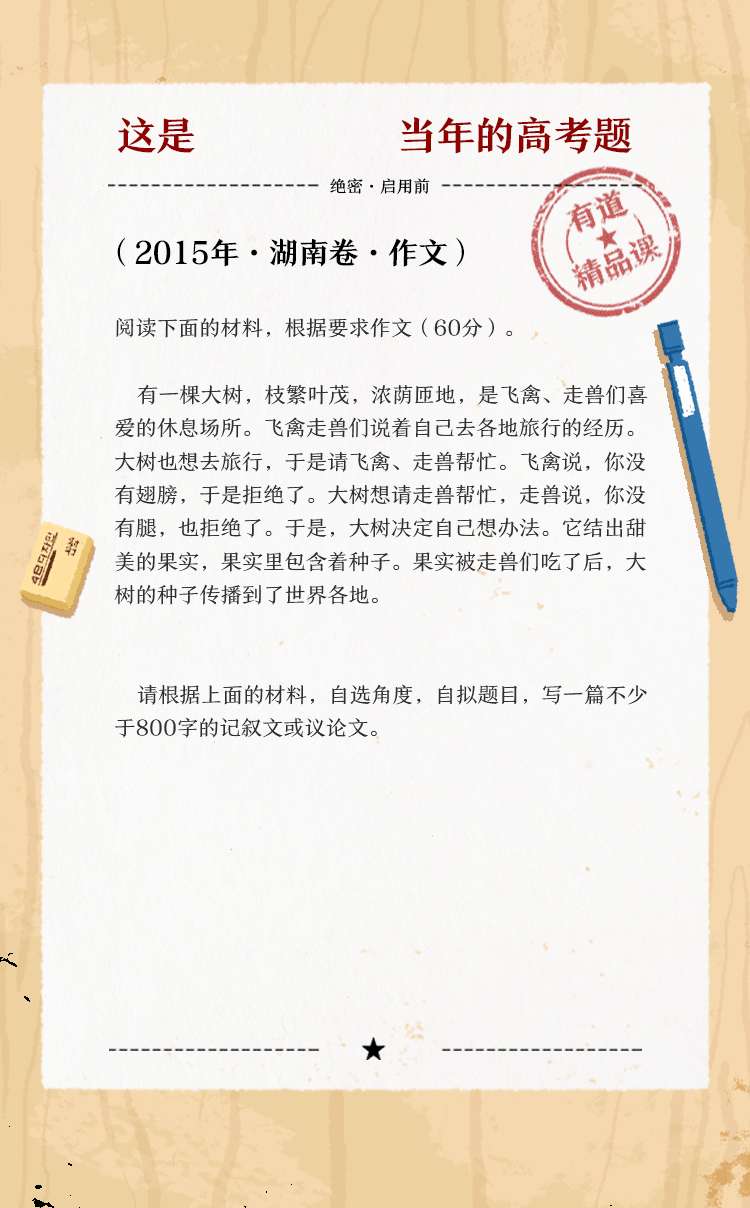 这是 当年的高考题
绝密·启用前
有道
精品课
（2015年·湖南卷·作文）
阅读下面的材料，根据要求作文（60分）。
有一棵大树，枝繁叶茂，浓荫匝地，是飞禽、走兽们喜
爱的休息场所。飞禽走兽们说着自己去各地旅行的经历。
大树也想去旅行，于是请飞禽、走兽帮忙。飞禽说，你没
有翅膀，于是拒绝了。大树想请走兽帮忙，走兽说，你没
有腿，也拒绝了。于是，大树决定自己想办法。它结出甜
美的果实，果实里包含着种子。果实被走兽们吃了后，大
树的种子传播到了世界各地。
请根据上面的材料，自选角度，自拟题目，写一篇不少
于800字的记叙文或议论文。